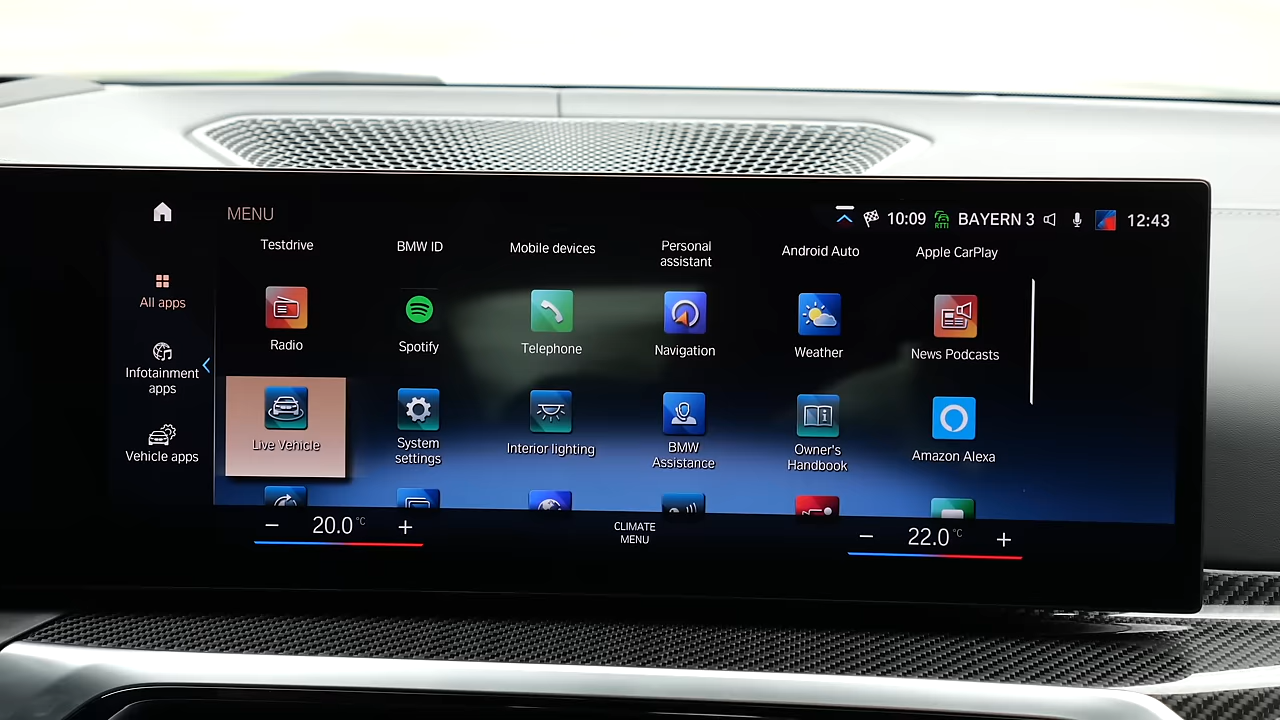 MENU
10:09
RTTI
BAYERN 3
12:43
Testdrive
BMW ID
Mobile devices
Personal
assistant
Android Auto
Apple CarPlay
All apps
Radio
Spotify
Telephone
Navigation
Weather
News Podcasts
Infotainment
apps
Live Vehicle
System
settings
Interior lighting
BMW
Assistance
Owner's
Handbook
Amazon Alexa
Vehicle apps
− 20.0 °C +
CLIMATE
MENU
− 22.0 °C +